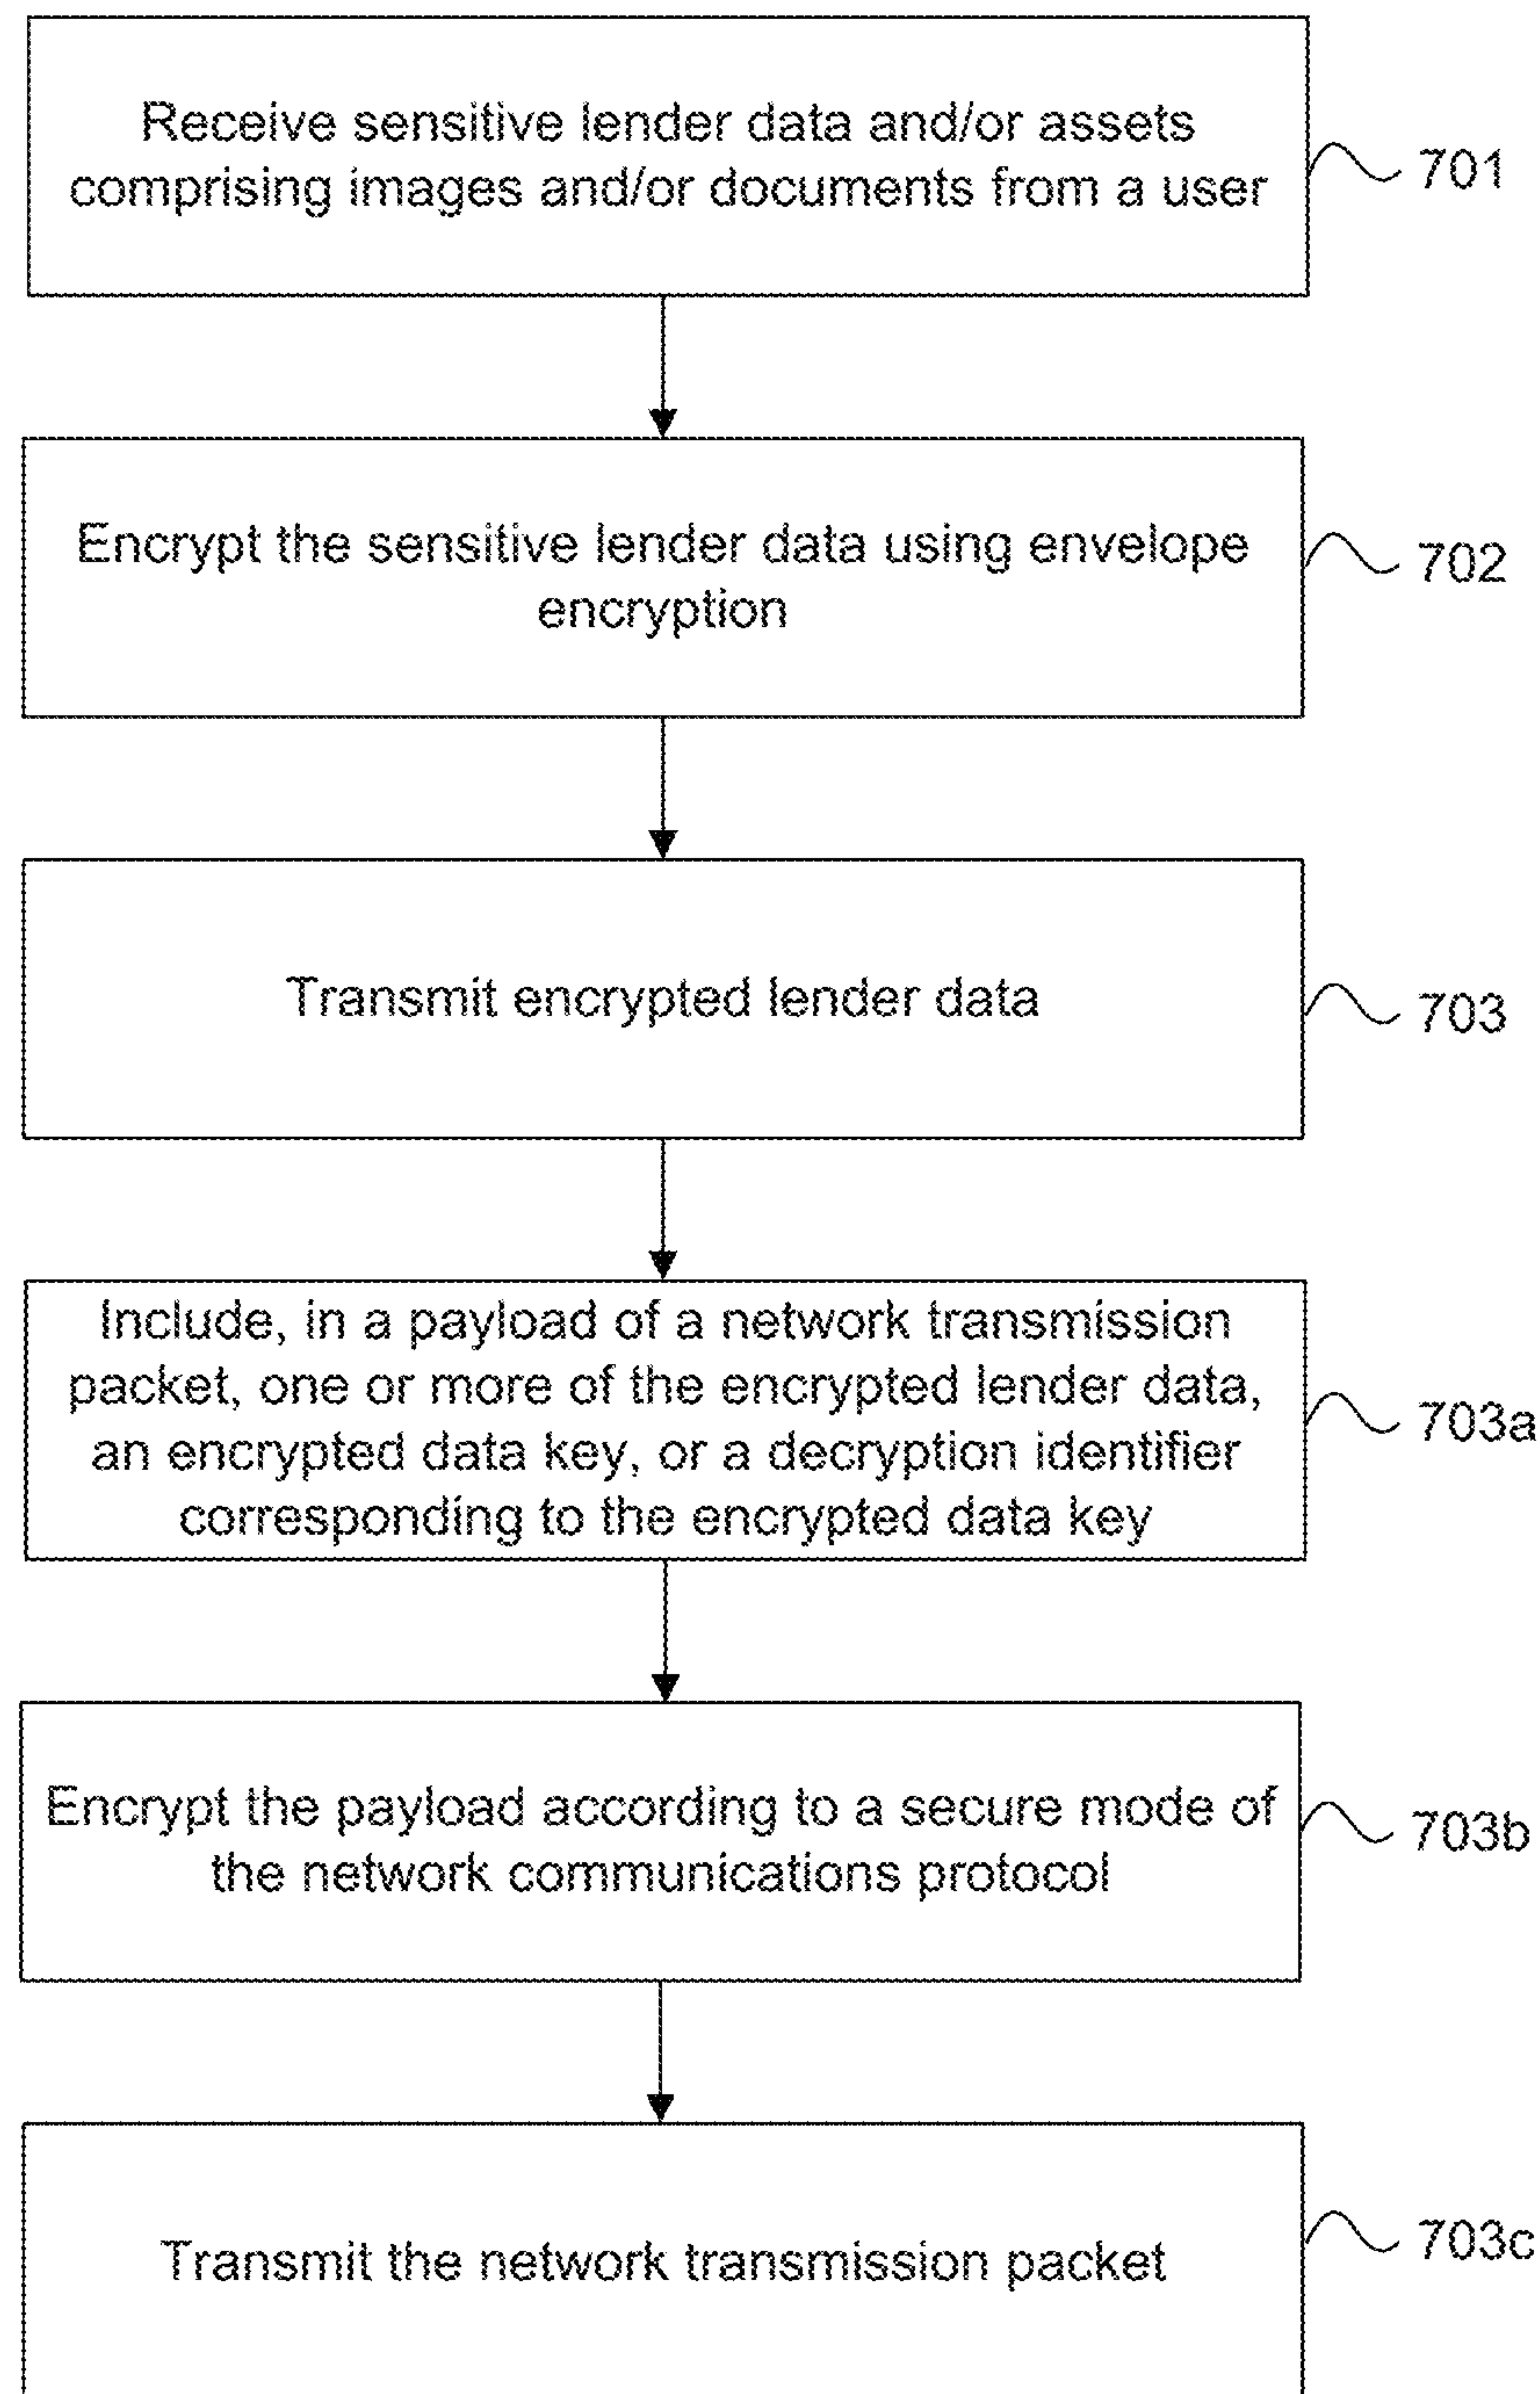 Receive sensitive lender data and/or assets
comprising images and/or documents from a user
701
Encrypt the sensitive lender data using envelope
encryption
702
Transmit encrypted lender data
703
Include, in a payload of a network transmission
packet, one or more of the encrypted lender data,
an encrypted data key, or a decryption identifier
corresponding to the encrypted data key
703a
Encrypt the payload according to a secure mode of
the network communications protocol
703b
Transmit the network transmission packet
703c